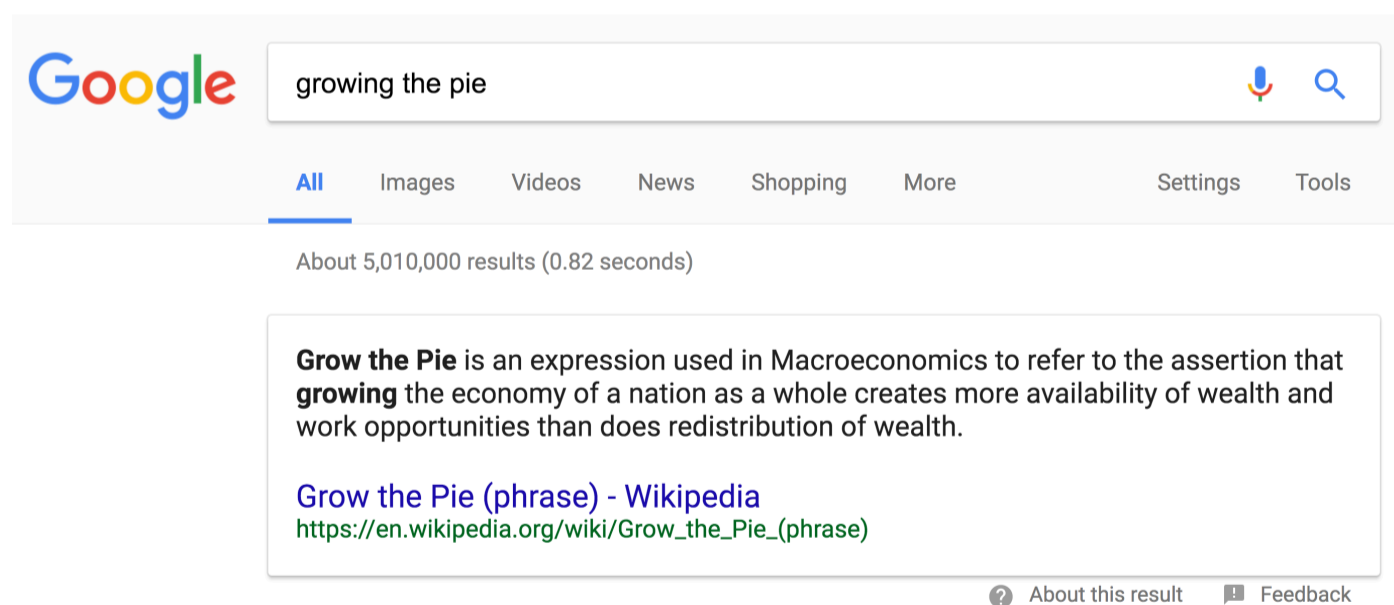 Google
growing the pie
All Images Videos News Shopping More Settings Tools
About 5,010,000 results (0.82 seconds)
Grow the Pie is an expression used in Macroeconomics to refer to the assertion that
growing the economy of a nation as a whole creates more availability of wealth and
work opportunities than does redistribution of wealth.
Grow the Pie (phrase) - Wikipedia
https://en.wikipedia.org/wiki/Grow_the_Pie_(phrase)
? About this result ! Feedback